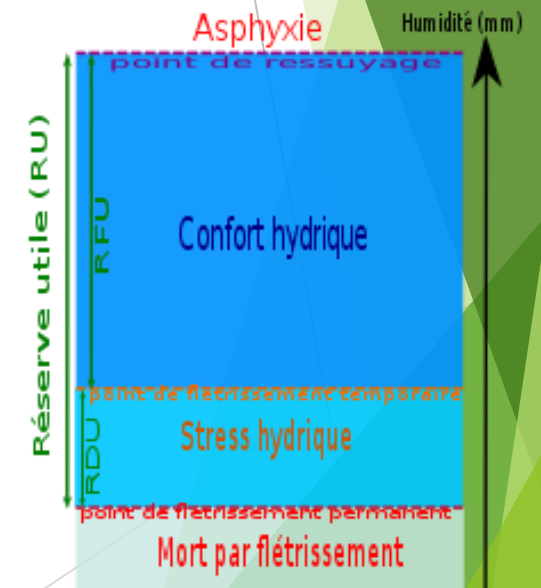 Asphyxie
Humidité (mm)
point de ressuyage
Réserve utile (RU)
RFU
Confort hydrique
point de flétrissement temporaire
RDU
Stress hydrique
point de flétrissement permanent
Mort par flétrissement